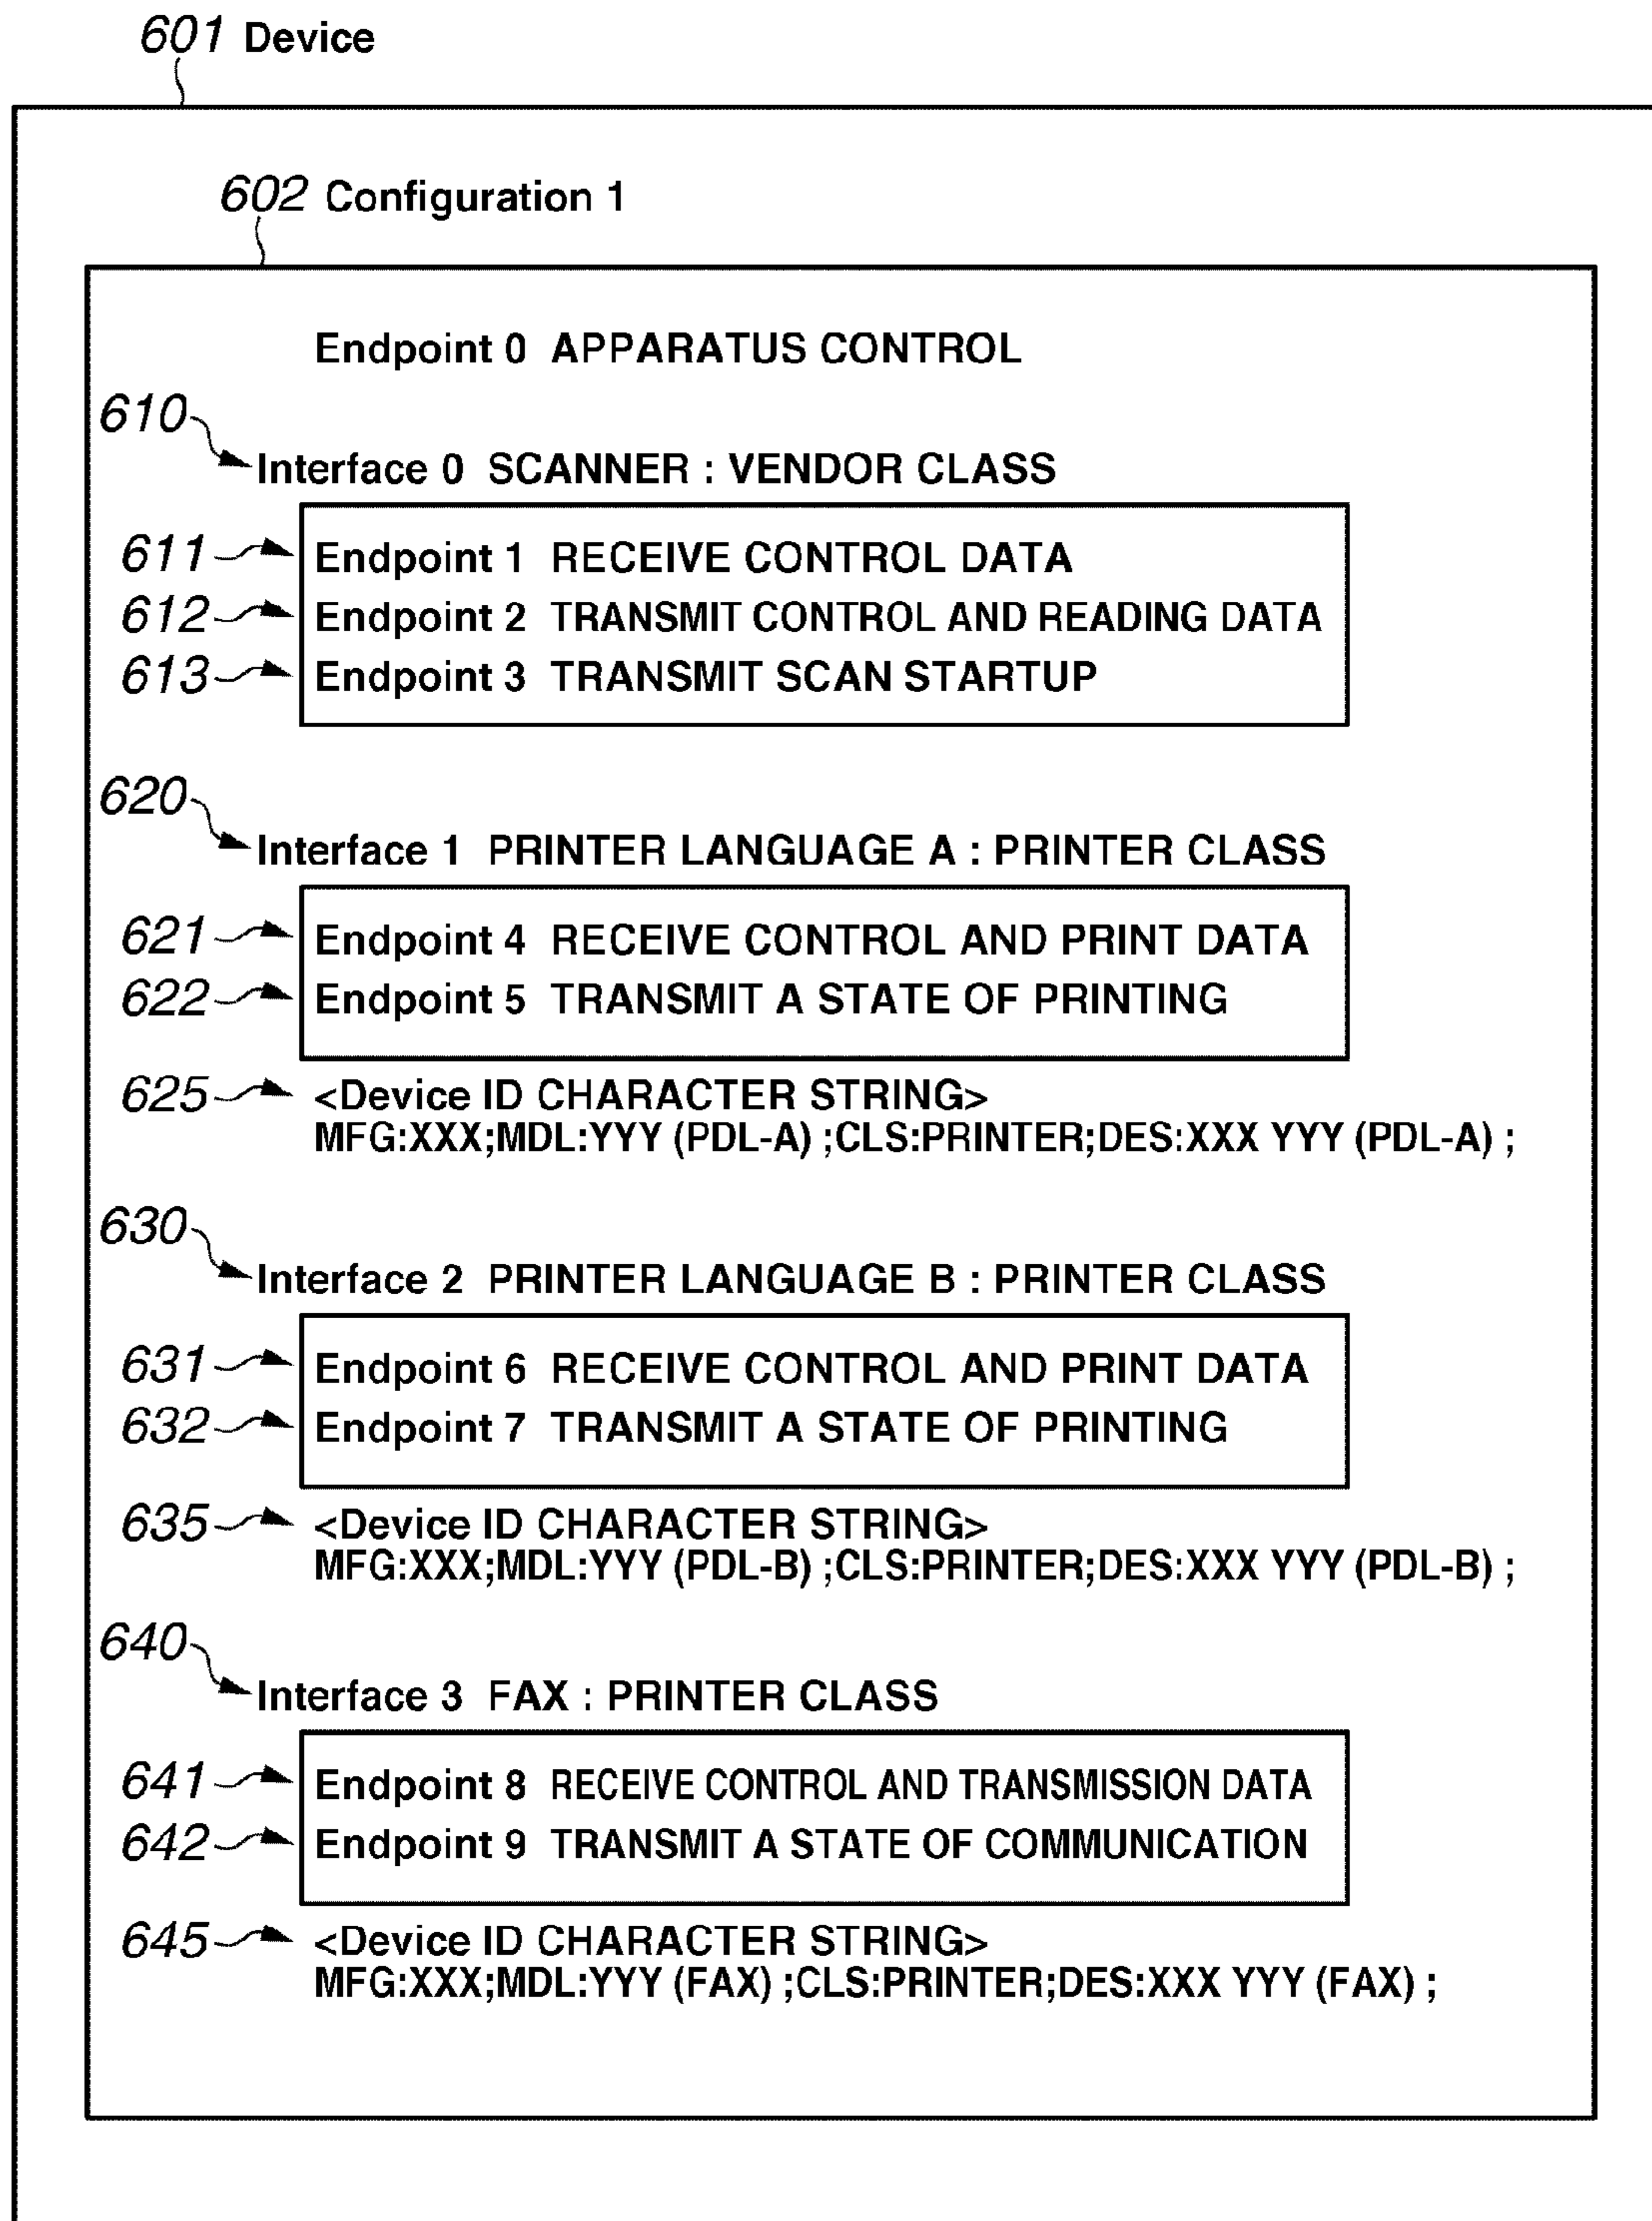 601 Device
602 Configuration 1
Endpoint 0 APPARATUS CONTROL
610
Interface 0 SCANNER : VENDOR CLASS
611 Endpoint 1 RECEIVE CONTROL DATA
612 Endpoint 2 TRANSMIT CONTROL AND READING DATA
613 Endpoint 3 TRANSMIT SCAN STARTUP
620
Interface 1 PRINTER LANGUAGE A : PRINTER CLASS
621 Endpoint 4 RECEIVE CONTROL AND PRINT DATA
622 Endpoint 5 TRANSMIT A STATE OF PRINTING
625 <Device ID CHARACTER STRING>
MFG:XXX;MDL:YYY (PDL-A) ;CLS:PRINTER;DES:XXX YYY (PDL-A) ;
630
Interface 2 PRINTER LANGUAGE B : PRINTER CLASS
631 Endpoint 6 RECEIVE CONTROL AND PRINT DATA
632 Endpoint 7 TRANSMIT A STATE OF PRINTING
635 <Device ID CHARACTER STRING>
MFG:XXX;MDL:YYY (PDL-B) ;CLS:PRINTER;DES:XXX YYY (PDL-B) ;
640
Interface 3 FAX : PRINTER CLASS
641 Endpoint 8 RECEIVE CONTROL AND TRANSMISSION DATA
642 Endpoint 9 TRANSMIT A STATE OF COMMUNICATION
645 <Device ID CHARACTER STRING>
MFG:XXX;MDL:YYY (FAX) ;CLS:PRINTER;DES:XXX YYY (FAX) ;